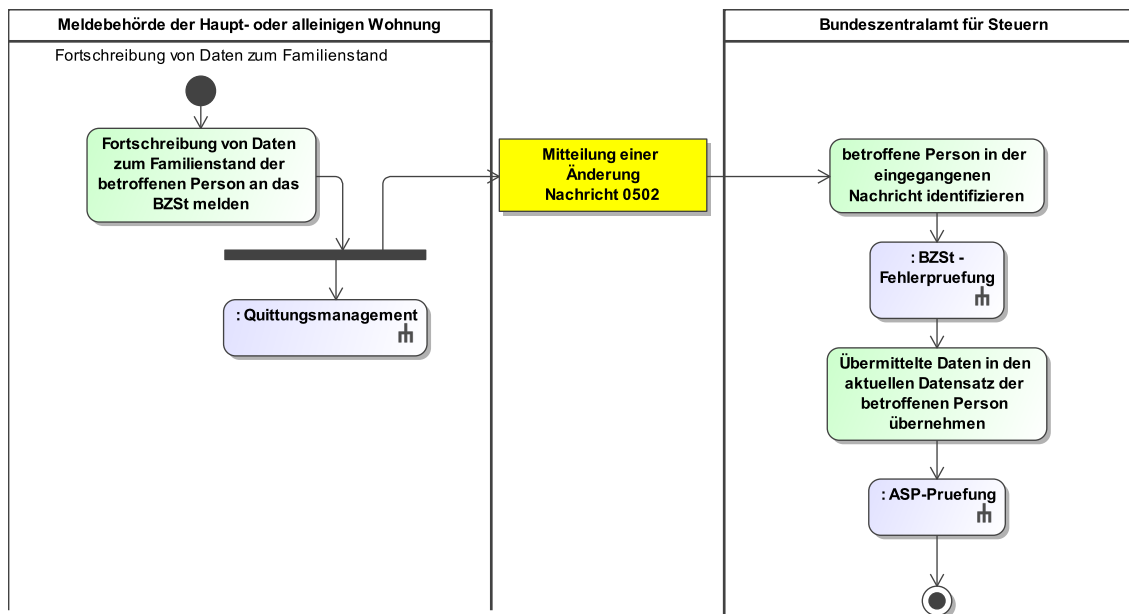 Meldebehörde der Haupt- oder alleinigen Wohnung
Fortschreibung von Daten zum Familienstand
Fortschreibung von Daten
zum Familienstand der
betroffenen Person an das
BZSt melden
: Quittungsmanagement
Mitteilung einer
Änderung
Nachricht 0502
Bundeszentralamt für Steuern
betroffene Person in der
eingegangenen
Nachricht identifizieren
: BZSt -
Fehlerpruefung
Übermittelte Daten in den
aktuellen Datensatz der
betroffenen Person
übernehmen
: ASP-Pruefung